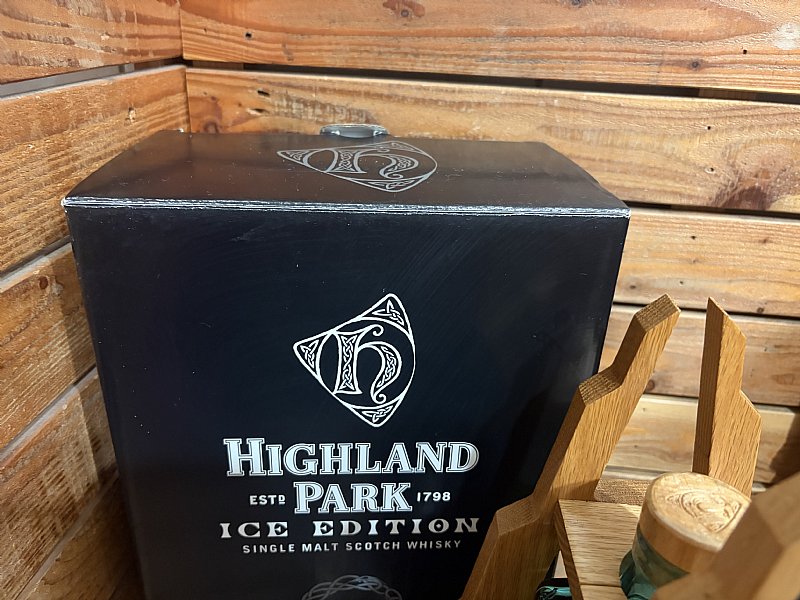 H
H
HIGHLAND
ESTD PARK 1798
ICE EDITION
SINGLE MALT SCOTCH WHISKY